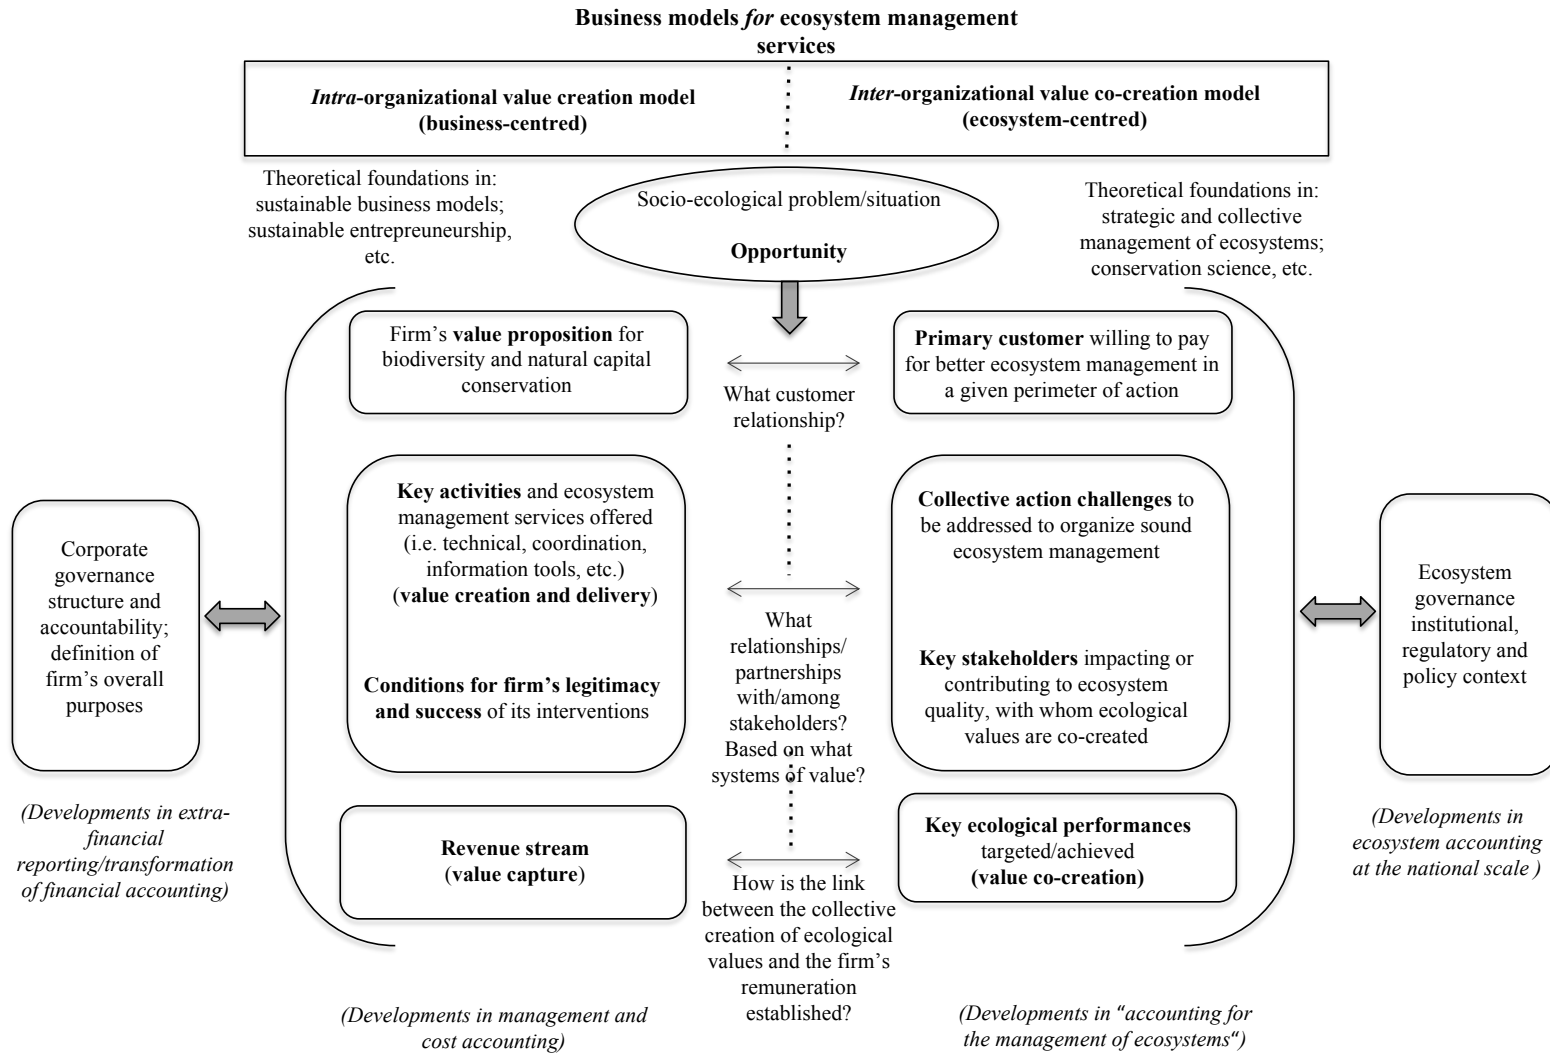 Business models for ecosystem management
services
Intra-organizational value creation model
(business-centred)
Inter-organizational value co-creation model
(ecosystem-centred)
Theoretical foundations in:
sustainable business models;
sustainable entrepruneurship,
etc.
Socio-ecological problem/situation
Opportunity
Theoretical foundations in:
strategic and collective
management of ecosystems;
conservation science, etc.
Firm’s value proposition for
biodiversity and natural capital
conservation
What customer
relationship?
Primary customer willing to pay
for better ecosystem management in
a given perimeter of action
Corporate
governance
structure and
accountability;
definition of
firm’s overall
purposes
Key activities and ecosystem
management services offered
(i.e. technical, coordination,
information tools, etc.)
(value creation and delivery)
Conditions for firm’s legitimacy
and success of its interventions
What
relationships/
partnerships
with/among
stakeholders?
Based on what
systems of value?
Collective action challenges to
be addressed to organize sound
ecosystem management
Key stakeholders impacting or
contributing to ecosystem
quality, with whom ecological
values are co-created
Ecosystem
governance
institutional,
regulatory and
policy context
(Developments in extra-
financial
reporting/transformation
of financial accounting)
Revenue stream
(value capture)
How is the link
between the collective
creation of ecological
values and the firm’s
remuneration
established?
Key ecological performances
targeted/achieved
(value co-creation)
(Developments in
ecosystem accounting
at the national scale )
(Developments in management and
cost accounting)
(Developments in “accounting for
the management of ecosystems“)